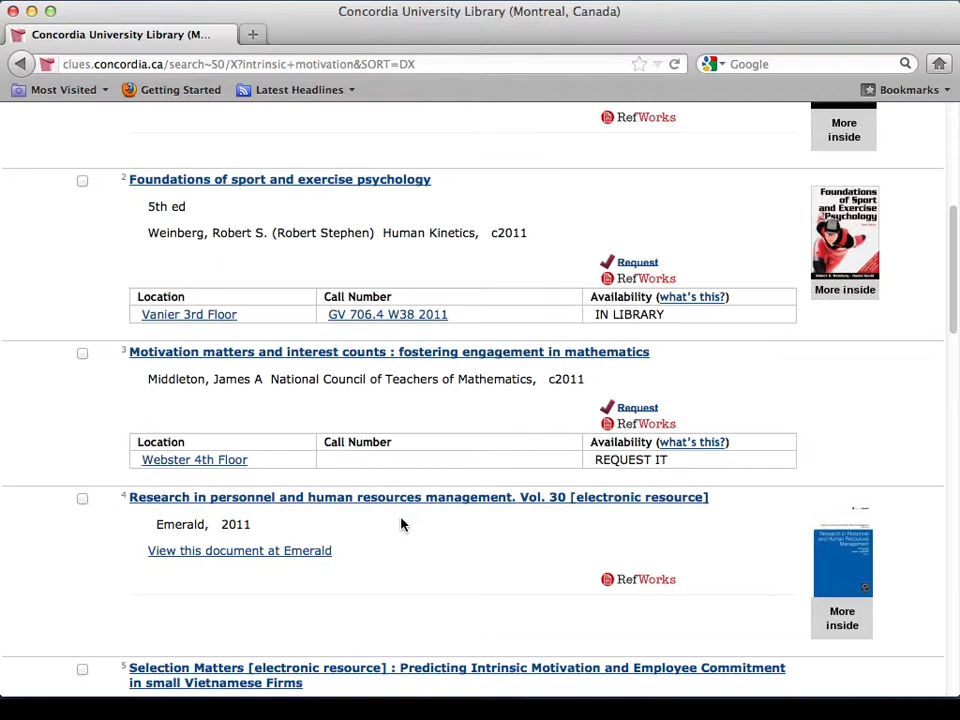 Concordia University Library (Montreal, Canada)
Concordia University Library (M...
clues.concordia.ca/search~S0/X?intrinsic+motivation&SORT=DX
Google
Most Visited
Getting Started
Latest Headlines
Bookmarks
RefWorks
More inside
2 Foundations of sport and exercise psychology
5th ed
Weinberg, Robert S. (Robert Stephen) Human Kinetics, c2011
Request
RefWorks
Foundations
of Sport
and Exercise
Psychology
More inside
Location Call Number Availability (what's this?)
Vanier 3rd Floor GV 706.4 W38 2011 IN LIBRARY
3 Motivation matters and interest counts : fostering engagement in mathematics
Middleton, James A National Council of Teachers of Mathematics, c2011
Request
RefWorks
Location Call Number Availability (what's this?)
Webster 4th Floor REQUEST IT
4 Research in personnel and human resources management. Vol. 30 [electronic resource]
Emerald, 2011
View this document at Emerald
RefWorks
Research in Personnel
and Human Resources
Management
More
inside
5 Selection Matters [electronic resource] : Predicting Intrinsic Motivation and Employee Commitment
in small Vietnamese Firms